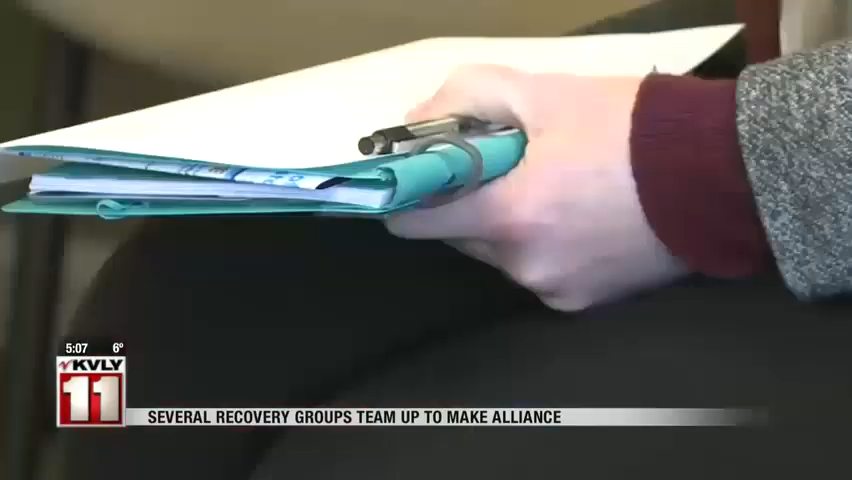 5:07 6°
KVLY
11
SEVERAL RECOVERY GROUPS TEAM UP TO MAKE ALLIANCE